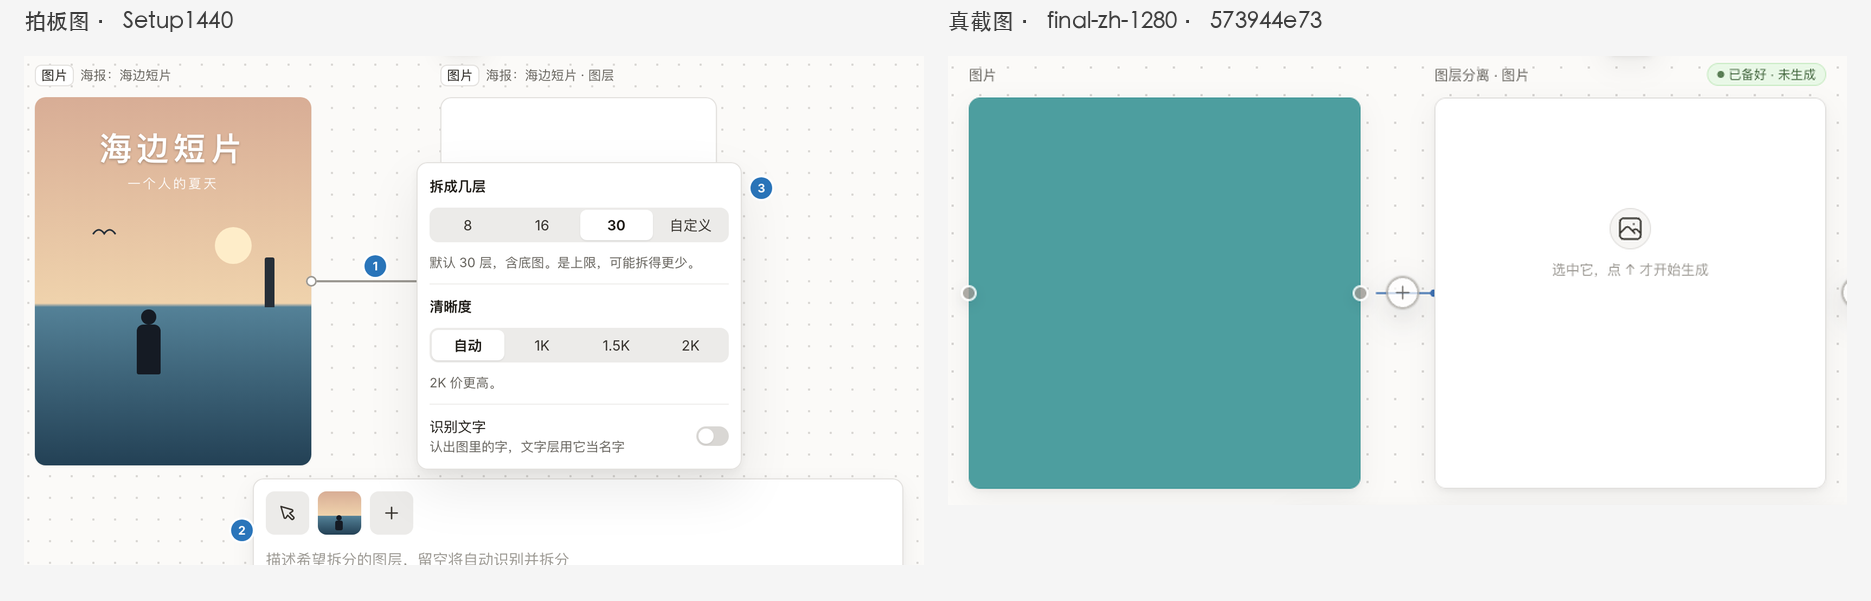 拍板图 · Setup1440
图片 海报：海边短片
图片 海报：海边短片 · 图层
海边短片
一个人的夏天
1
3
拆成几层
8 16 30 自定义
默认 30 层，含底图。是上限，可能拆得更少。
清晰度
自动 1K 1.5K 2K
2K 价更高。
识别文字
认出图里的字，文字层用它当名字
2
描述希望拆分的图层，留空将自动识别并拆分
真截图 · final-zh-1280 · 573944e73
图片
图层分离 · 图片
已备好 · 未生成
选中它，点 ↑ 才开始生成